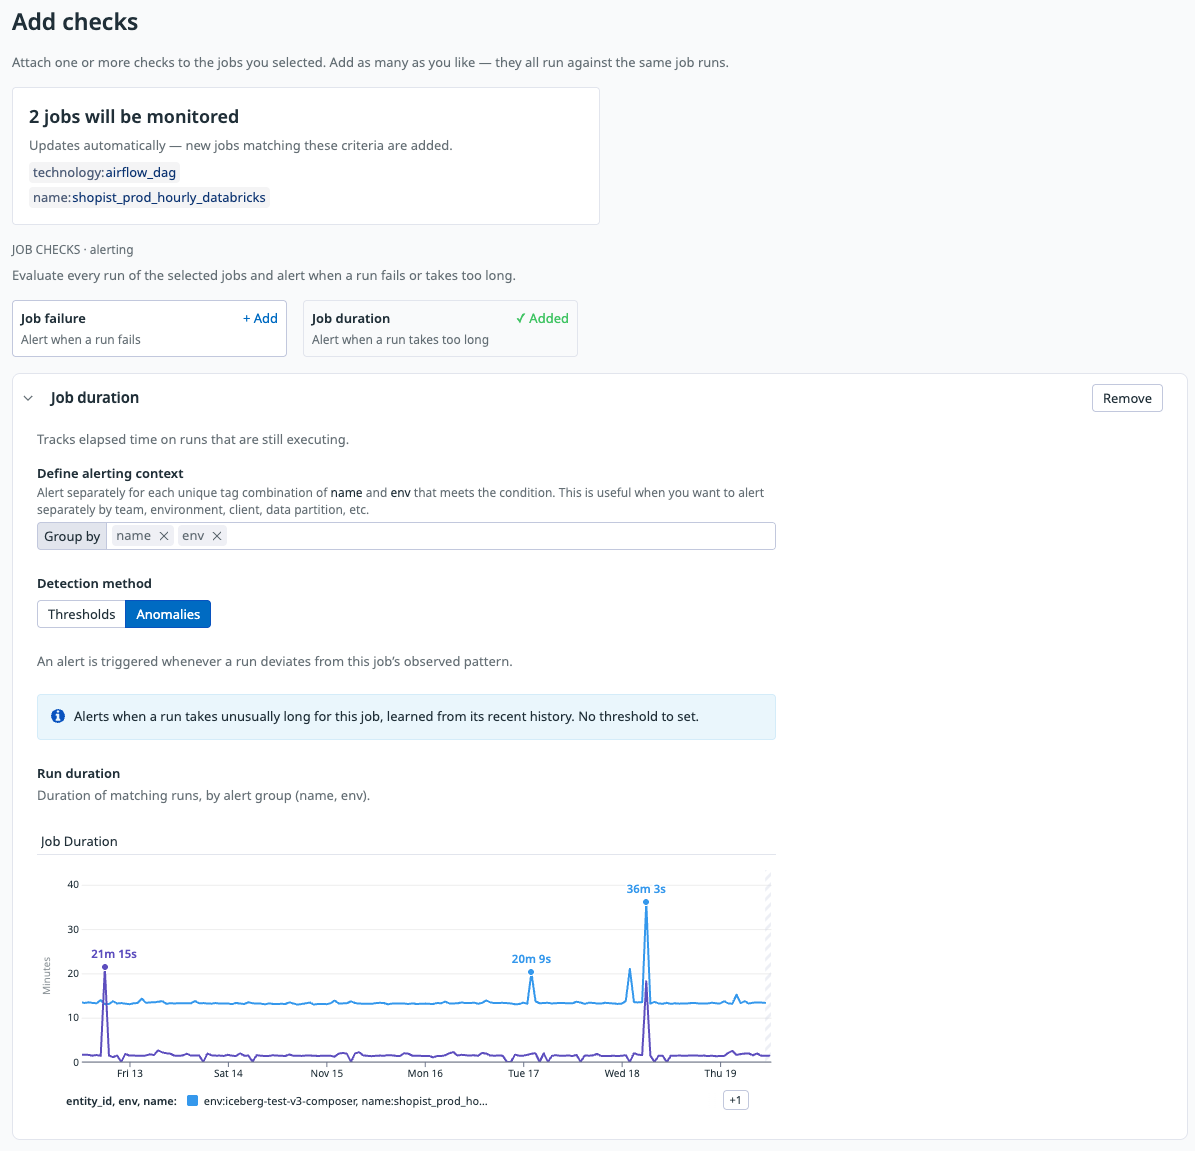 Add checks
Attach one or more checks to the jobs you selected. Add as many as you like — they all run against the same job runs.
2 jobs will be monitored
Updates automatically — new jobs matching these criteria are added.
technology:airflow_dag
name:shopist_prod_hourly_databricks
JOB CHECKS · alerting
Evaluate every run of the selected jobs and alert when a run fails or takes too long.
Job failure + Add
Alert when a run fails
Job duration ✓ Added
Alert when a run takes too long
Job duration Remove
Tracks elapsed time on runs that are still executing.
Define alerting context
Alert separately for each unique tag combination of name and env that meets the condition. This is useful when you want to alert
separately by team, environment, client, data partition, etc.
Group by name × env ×
Detection method
Thresholds Anomalies
An alert is triggered whenever a run deviates from this job's observed pattern.
Alerts when a run takes unusually long for this job, learned from its recent history. No threshold to set.
Run duration
Duration of matching runs, by alert group (name, env).
Job Duration
Minutes
40
30
20
10
0
21m 15s
20m 9s
36m 3s
Fri 13 Sat 14 Nov 15 Mon 16 Tue 17 Wed 18 Thu 19
entity_id, env, name: env:iceberg-test-v3-composer, name:shopist_prod_ho... +1